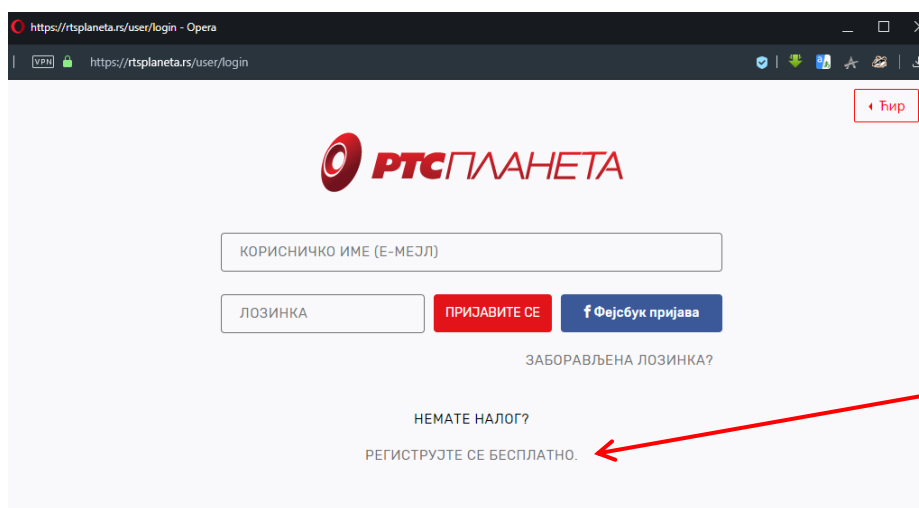 https://rtsplaneta.rs/user/login - Opera
VPN https://rtsplaneta.rs/user/login
Ћир
РТСПЛАНЕТА
КОРИСНИЧКО ИМЕ (Е-МЕЈЛ)
ЛОЗИНКА ПРИЈАВИТЕ СЕ f Фејсбук пријава
ЗАБОРАВЉЕНА ЛОЗИНКА?
НЕМАТЕ НАЛОГ?
РЕГИСТРУЈТЕ СЕ БЕСПЛАТНО.